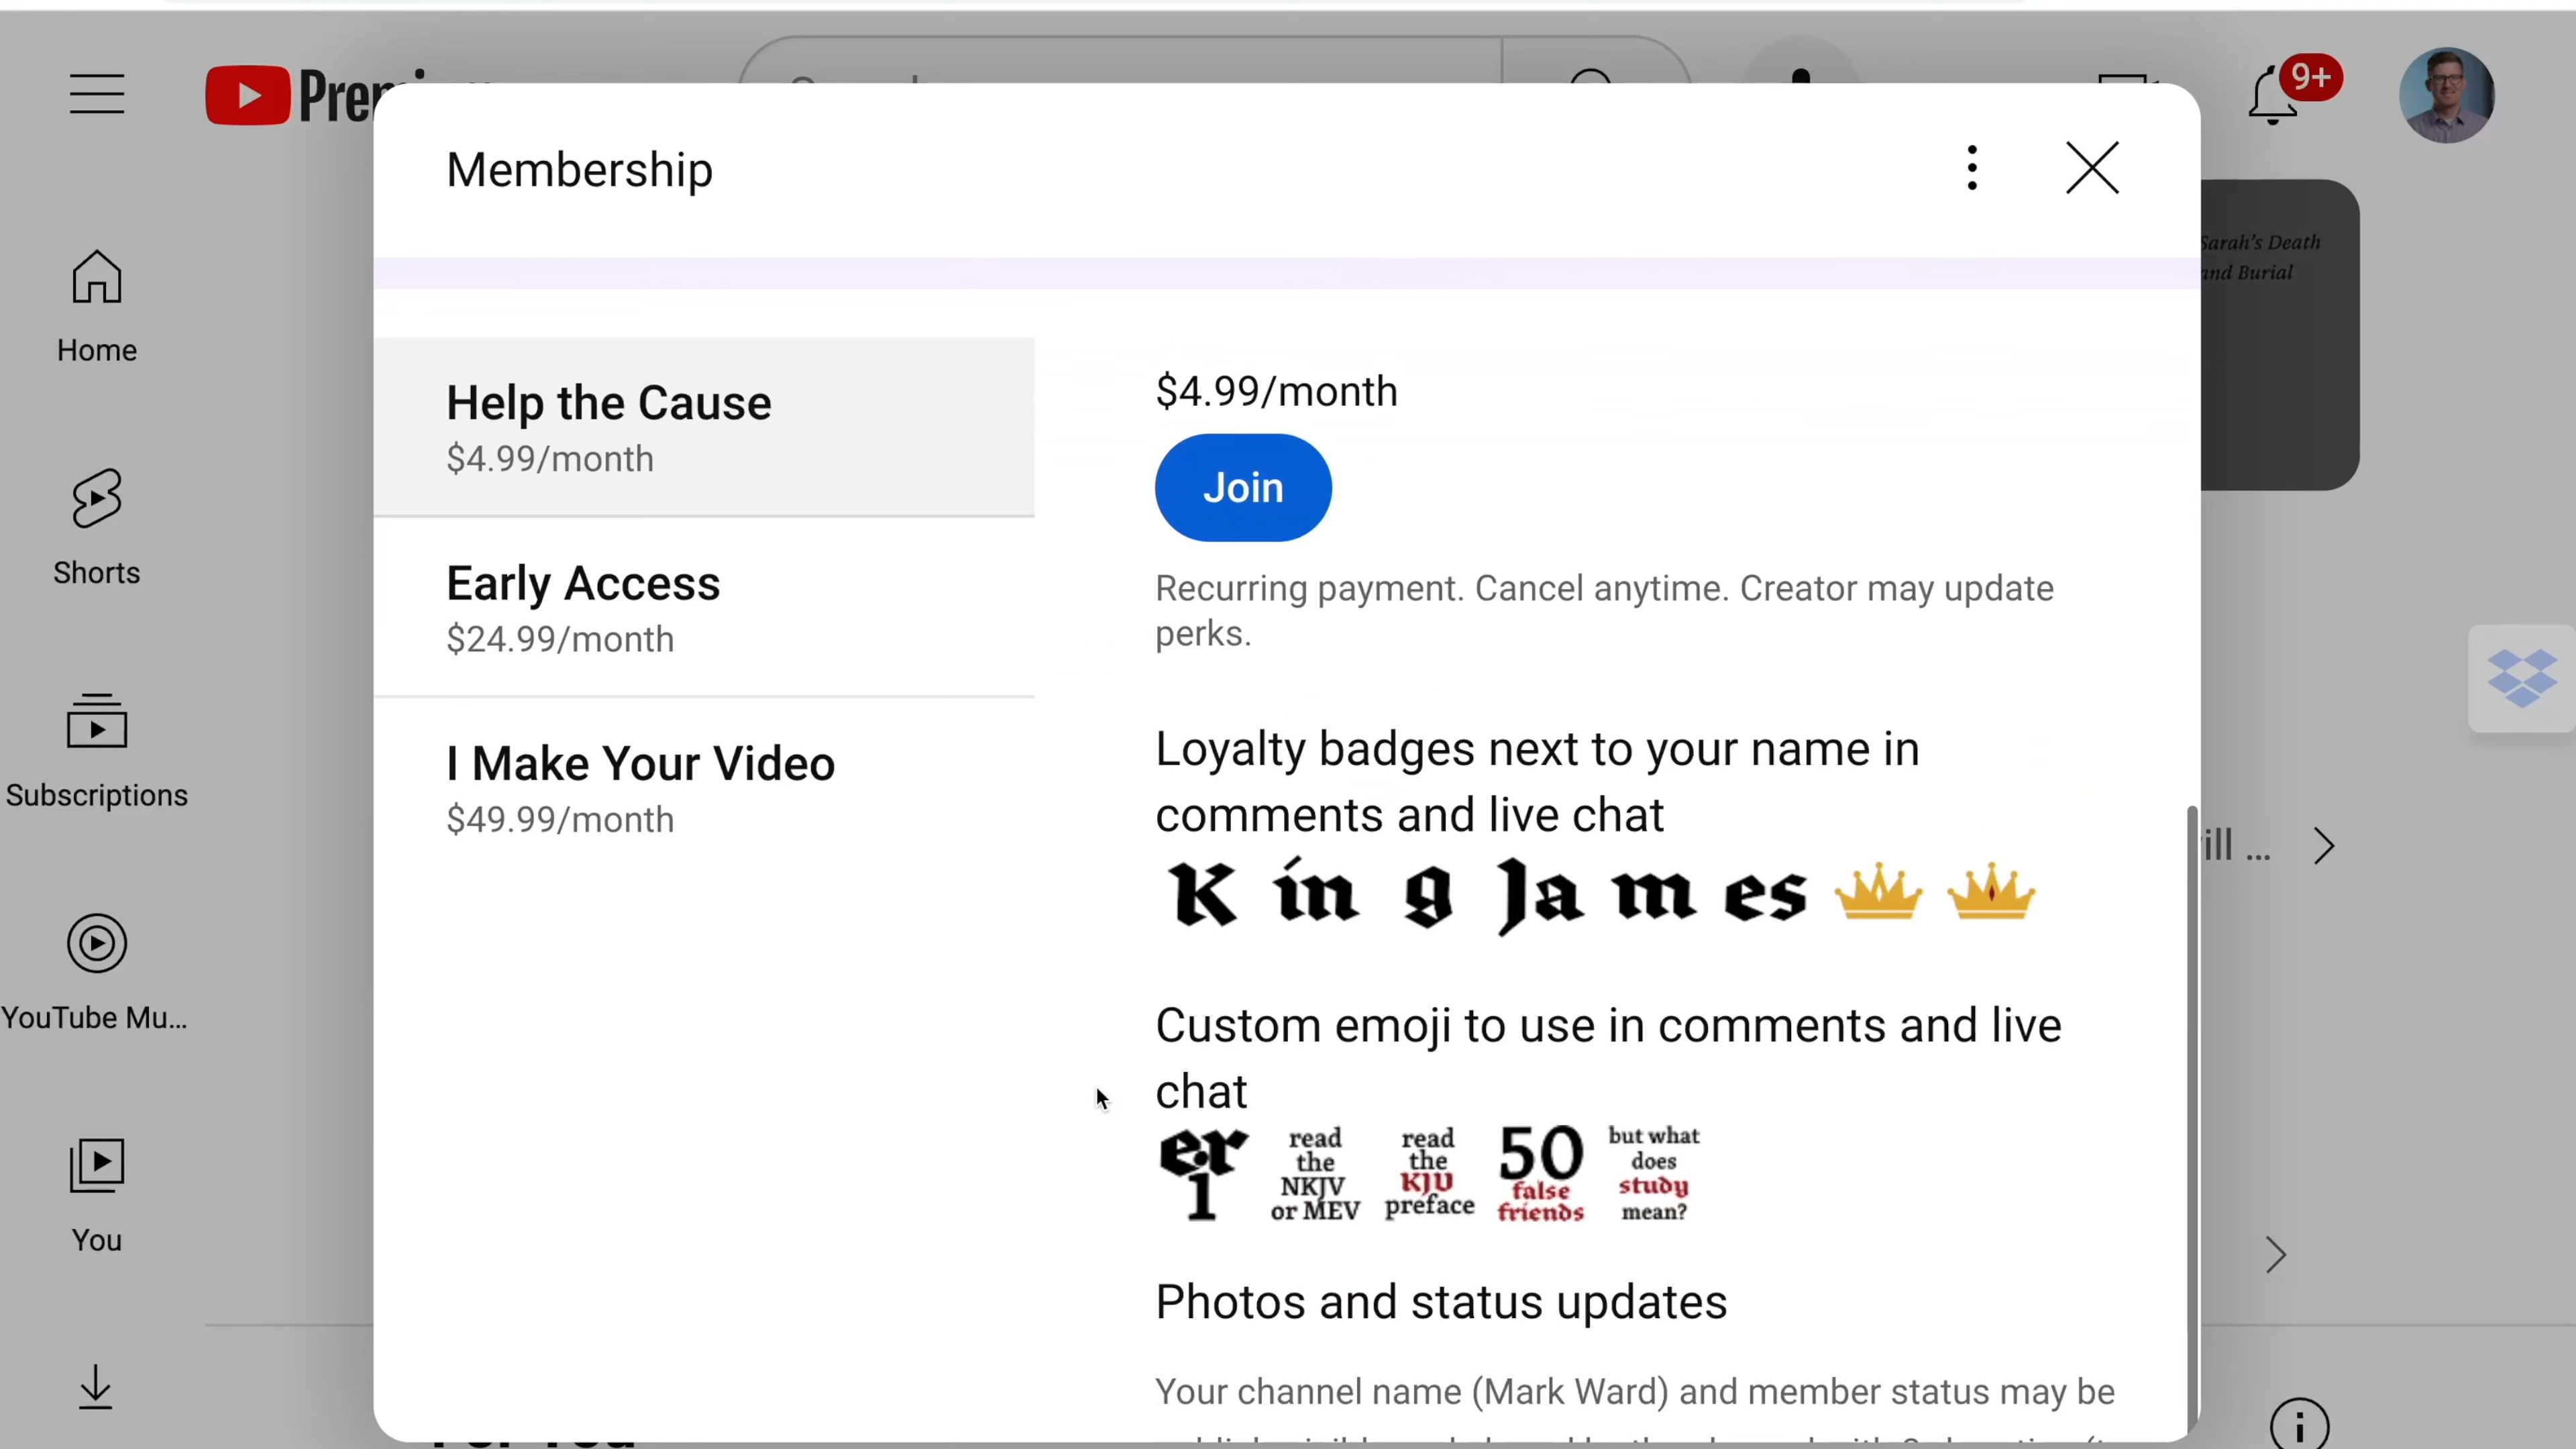 Premium
9+
Membership
Sarah's Death
and Burial
Home
Shorts
Subscriptions
YouTube Mu...
You
Help the Cause
$4.99/month
Early Access
$24.99/month
I Make Your Video
$49.99/month
$4.99/month
Join
Recurring payment. Cancel anytime. Creator may update
perks.
Loyalty badges next to your name in
comments and live chat
K in g Ja m es
Custom emoji to use in comments and live
chat
read
the
NKJV
or MEV
read
the
KJV
preface
50
false
friends
but what
does
study
mean?
Photos and status updates
Your channel name (Mark Ward) and member status may be
ill ...